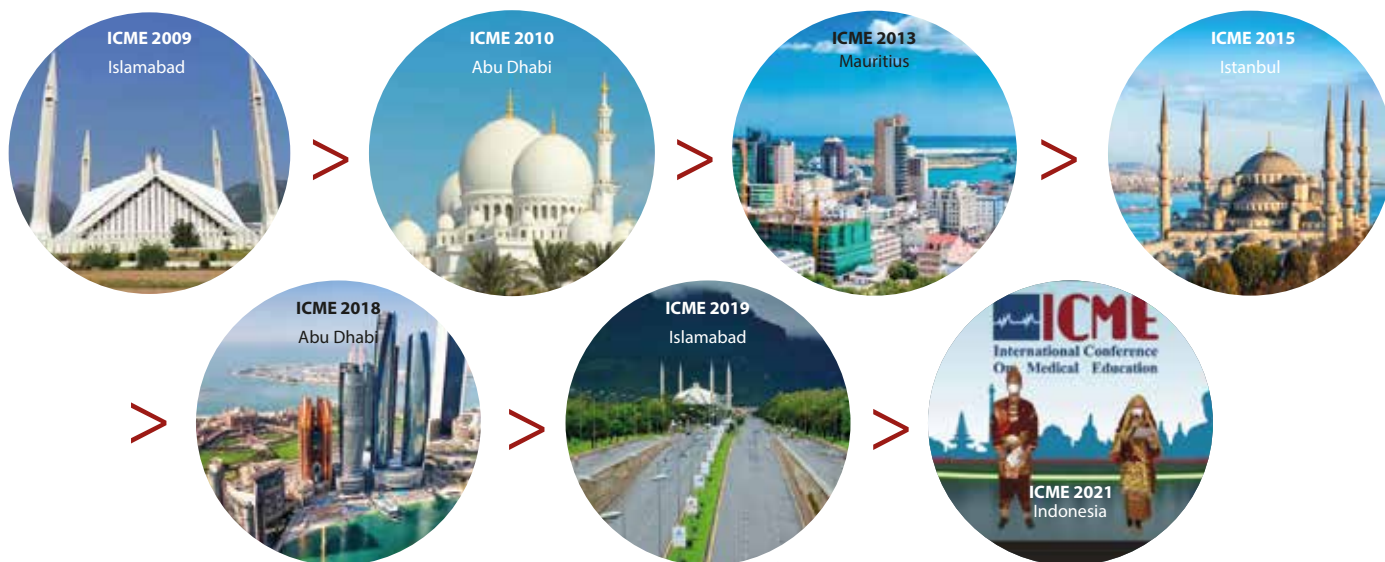 ICME 2009
Islamabad
>
ICME 2010
Abu Dhabi
>
ICME 2013
Mauritius
>
ICME 2015
Istanbul
>
ICME 2018
Abu Dhabi
>
ICME 2019
Islamabad
>
ICME
International Conference
On Medical Education
ICME 2021
Indonesia